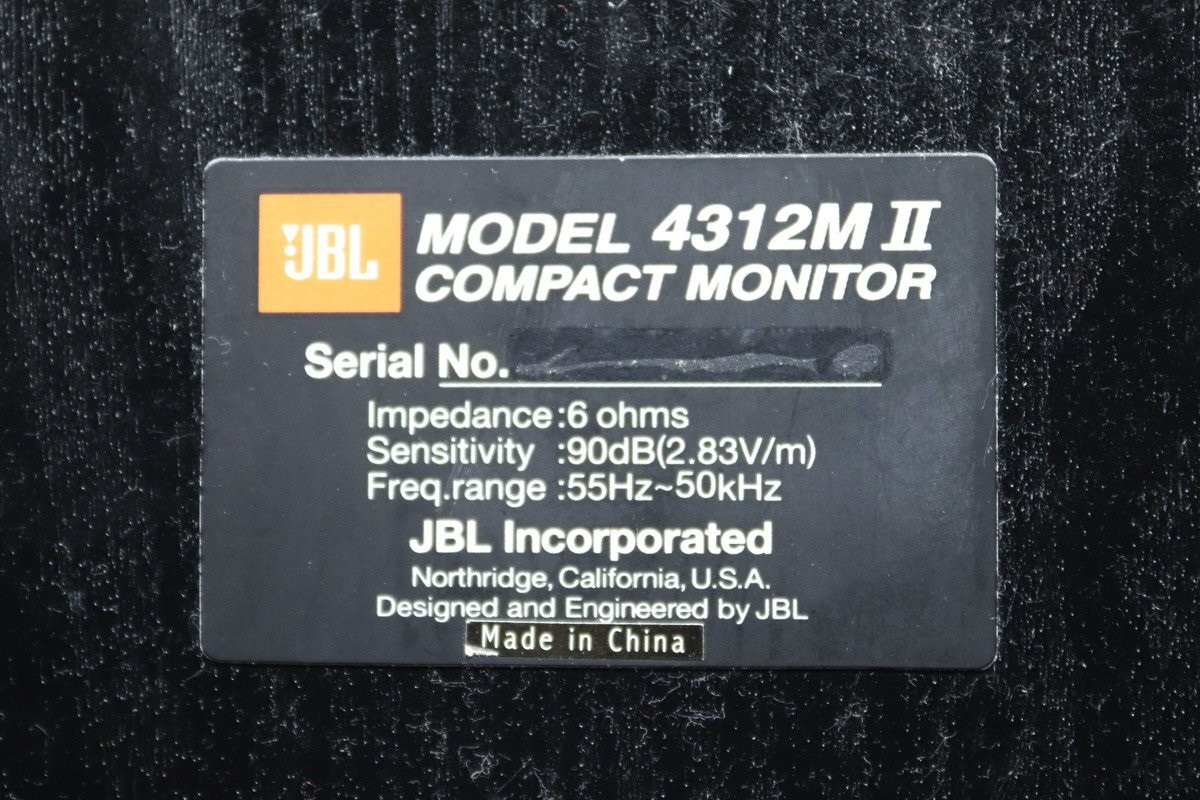 JBL
MODEL 4312M II
COMPACT MONITOR
Serial No.
Impedance:6 ohms
Sensitivity :90dB(2.83V/m)
Freq.range :55Hz~50kHz
JBL Incorporated
Northridge, California, U.S.A.
Designed and Engineered by JBL
Made in China